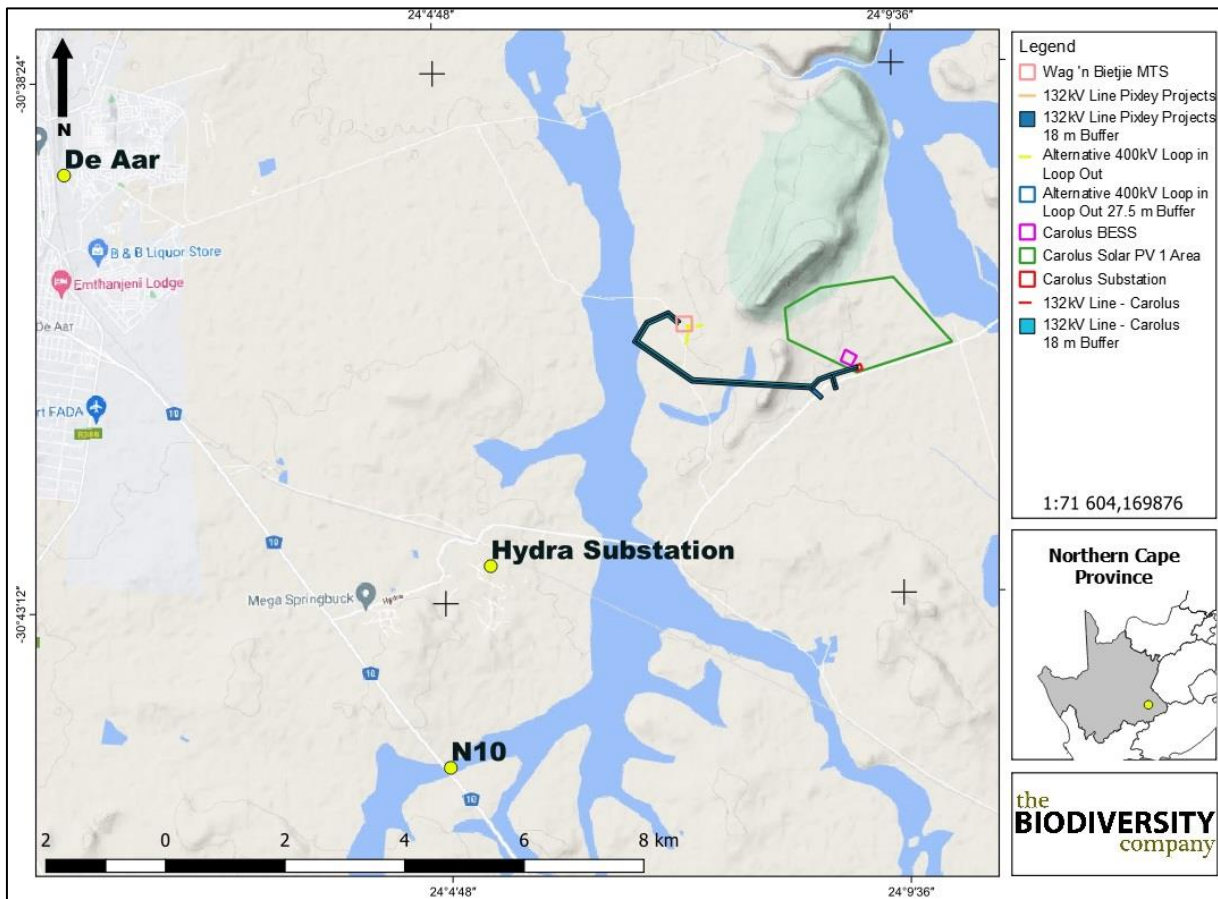 24°4'48"
24°9'36"
-30°38'24"
N
De Aar
B & B Liquor Store
Emthanjeni Lodge
De Aar
rt FADA
10
10
Hydra Substation
Mega Springbuck
Hydra
-30°43'12"
10
N10
10
2 0 2 4 6 8 km
24°4'48"
24°9'36"
Legend
Wag 'n Bietjie MTS
132kV Line Pixley Projects
132kV Line Pixley Projects
18 m Buffer
Alternative 400kV Loop in
Loop Out
Alternative 400kV Loop in
Loop Out 27.5 m Buffer
Carolus BESS
Carolus Solar PV 1 Area
Carolus Substation
132kV Line - Carolus
132kV Line - Carolus
18 m Buffer
1:71 604,169876
Northern Cape
Province
the
BIODIVERSITY
company